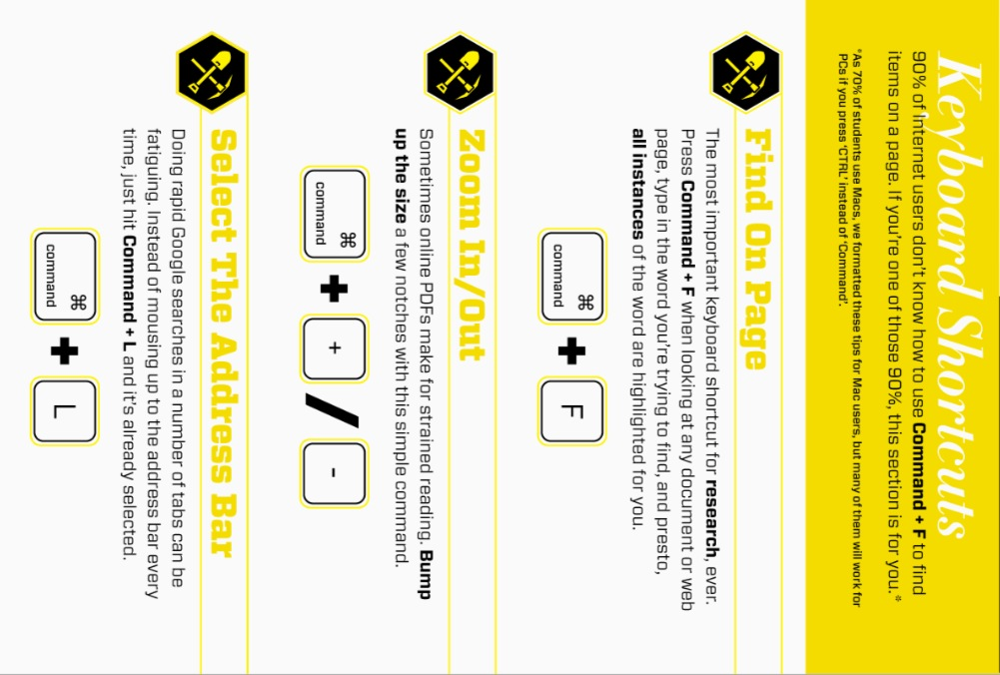 Keyboard Shortcuts
90% of Internet users don't know how to use Command + F to find
items on a page. If you're one of those 90%, this section is for you.*
*As 70% of students use Macs, we formatted these tips for Mac users, but many of them will work for
PCs if you press 'CTRL' instead of 'Command'.
Find On Page
The most important keyboard shortcut for research, ever.
Press Command + F when looking at any document or web
page, type in the word you're trying to find, and presto,
all instances of the word are highlighted for you.
⌘
command
+
F
Zoom In/Out
Sometimes online PDFs make for strained reading. Bump
up the size a few notches with this simple command.
⌘
command
+
+
/
-
Select The Address Bar
Doing rapid Google searches in a number of tabs can be
fatiguing. Instead of mousing up to the address bar every
time, just hit Command + L and it's already selected.
⌘
command
+
L